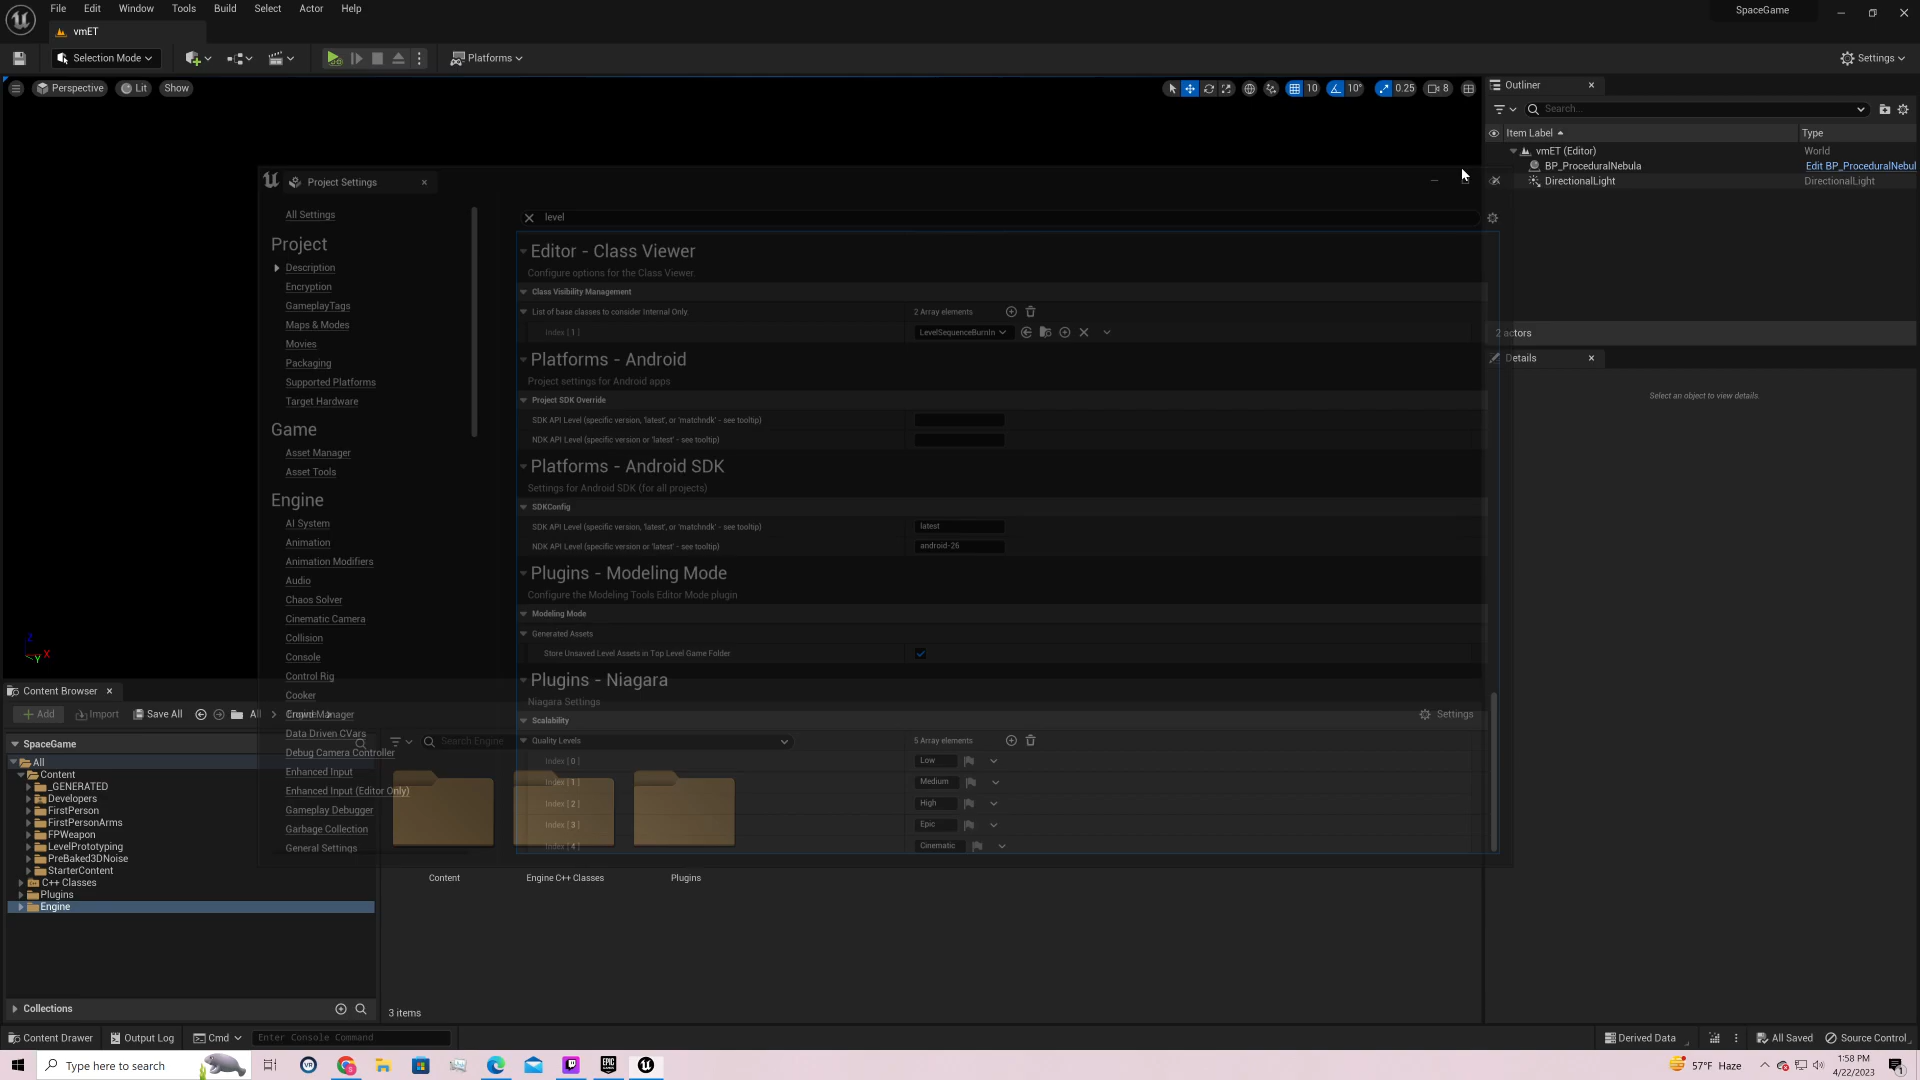 File Edit Window Tools Build Select Actor Help
SpaceGame
vmET
Selection Mode
Platforms
Settings
Perspective Lit Show
10 10° 0.25 8
Outliner
Search...
Item Label Type
vmET (Editor) World
BP_ProceduralNebula Edit BP_ProceduralNebul
DirectionalLight DirectionalLight
2 actors
Details
Select an object to view details.
Project Settings
level
All Settings
Project
Description
Encryption
GameplayTags
Maps & Modes
Movies
Packaging
Supported Platforms
Target Hardware
Game
Asset Manager
Asset Tools
Engine
AI System
Animation
Animation Modifiers
Audio
Chaos Solver
Cinematic Camera
Collision
Console
Control Rig
Cooker
Crowd Manager
Data Driven CVars
Debug Camera Controller
Enhanced Input
Enhanced Input (Editor Only)
Gameplay Debugger
Garbage Collection
General Settings
Editor - Class Viewer
Configure options for the Class Viewer.
Class Visibility Management
List of base classes to consider Internal Only 2 Array elements
Index [ 1 ] LevelSequenceBurnIn
Platforms - Android
Project settings for Android apps
Project SDK Override
SDK API Level (specific version, 'latest', or 'matchndk' - see tooltip)
NDK API Level (specific version or 'latest' - see tooltip)
Platforms - Android SDK
Settings for Android SDK (for all projects)
SDKConfig
SDK API Level (specific version, 'latest', or 'matchndk' - see tooltip) latest
NDK API Level (specific version or 'latest' - see tooltip) android-26
Plugins - Modeling Mode
Configure the Modeling Tools Editor Mode plugin
Modeling Mode
Generated Assets
Store Unsaved Level Assets in Top Level Game Folder
Plugins - Niagara
Niagara Settings
Scalability
Quality Levels 5 Array elements
Index [ 0 ] Low
Index [ 1 ] Medium
Index [ 2 ] High
Index [ 3 ] Epic
Index [ 4 ] Cinematic
Z
X
Y
Content Browser
Add Import Save All All
Settings
Search Engine
SpaceGame
All
Content
_GENERATED
Developers
FirstPerson
FirstPersonArms
FPWeapon
LevelPrototyping
PreBaked3DNoise
StarterContent
C++ Classes
Plugins
Engine
Content Engine C++ Classes Plugins
Collections
3 items
Content Drawer Output Log Cmd Enter Console Command
Derived Data All Saved Source Control
Type here to search
57°F Haze
1:58 PM
4/22/2023